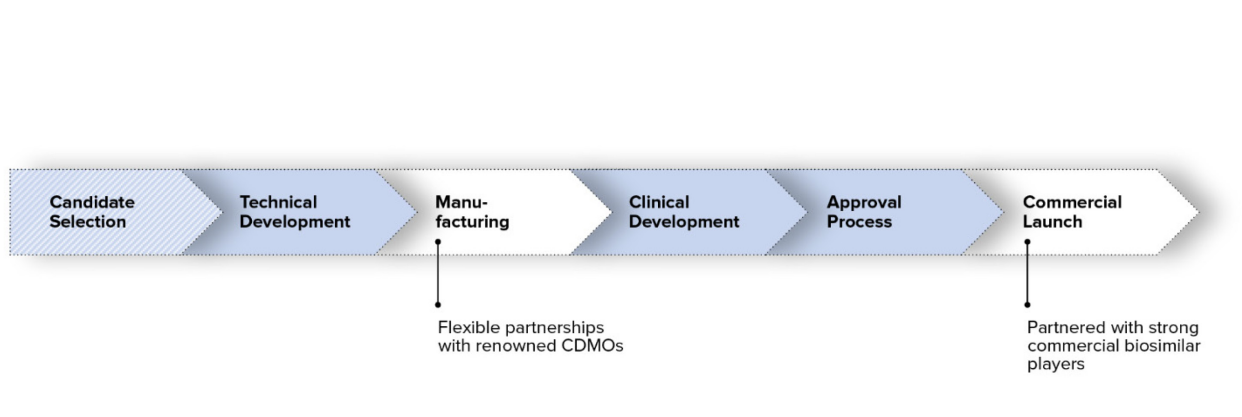 Candidate
Selection
Technical
Development
Manu-
facturing
Clinical
Development
Approval
Process
Commercial
Launch
Flexible partnerships
with renowned CDMOs
Partnered with strong
commercial biosimilar
players